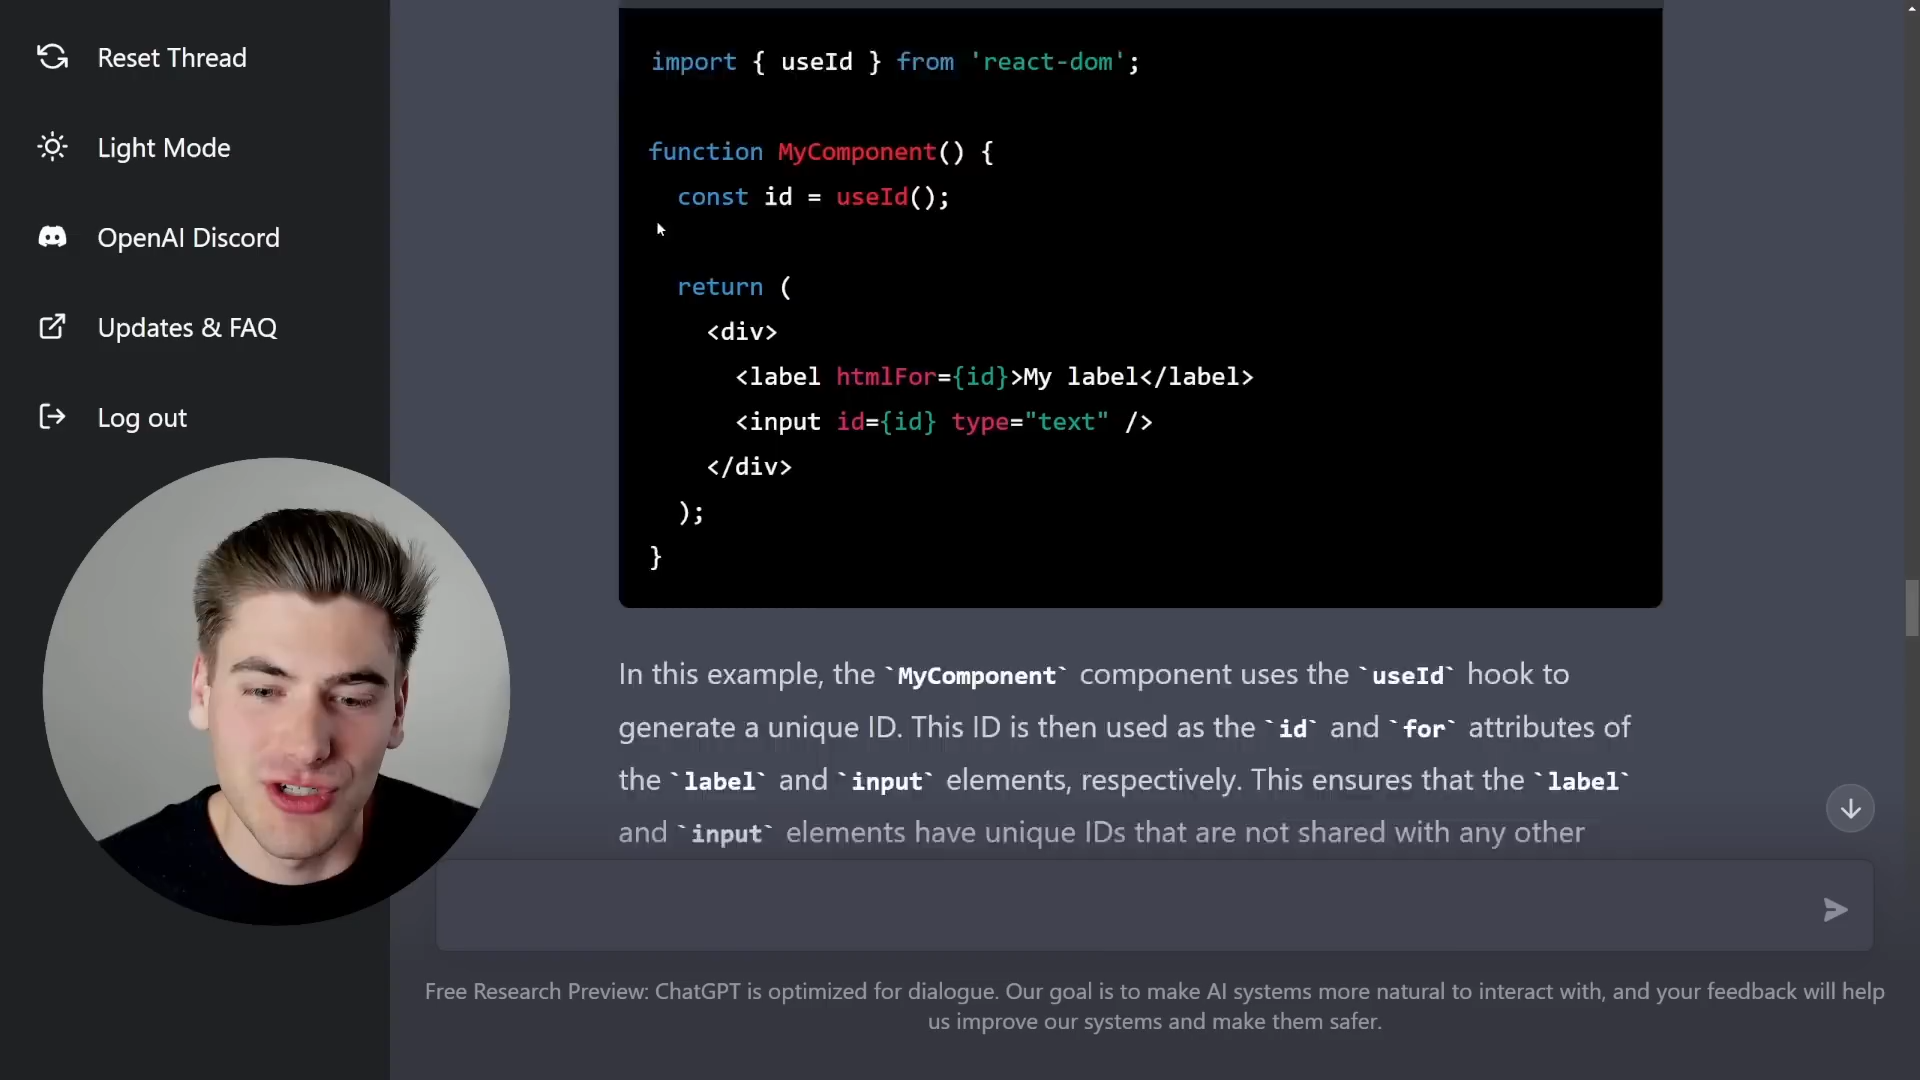 Reset Thread
Light Mode
OpenAI Discord
Updates & FAQ
Log out
import { useId } from 'react-dom';
function MyComponent() {
const id = useId();
return (
<div>
<label htmlFor={id}>My label</label>
<input id={id} type="text" />
</div>
);
}
In this example, the `MyComponent` component uses the `useId` hook to
generate a unique ID. This ID is then used as the `id` and `for` attributes of
the `label` and `input` elements, respectively. This ensures that the `label`
and `input` elements have unique IDs that are not shared with any other
Free Research Preview: ChatGPT is optimized for dialogue. Our goal is to make AI systems more natural to interact with, and your feedback will help
us improve our systems and make them safer.